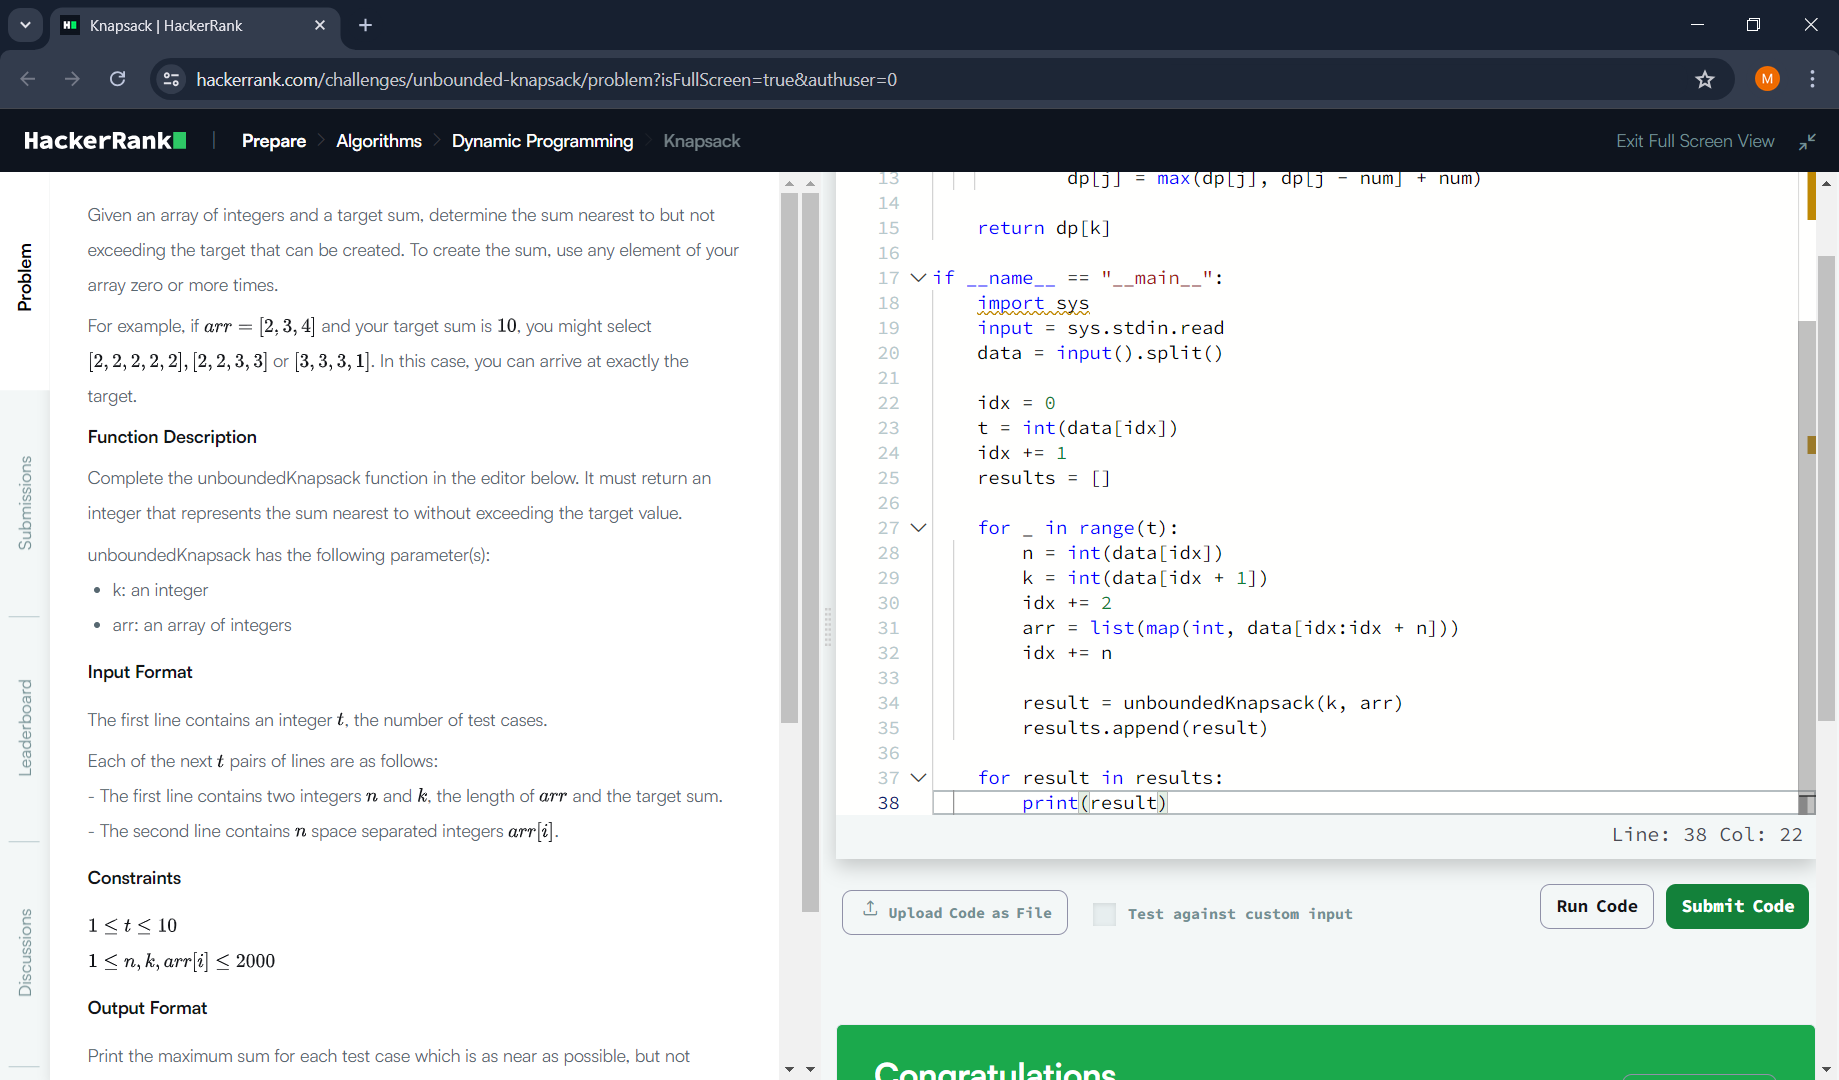 Knapsack | HackerRank
hackerrank.com/challenges/unbounded-knapsack/problem?isFullScreen=true&authuser=0
M
HackerRank
Prepare
Algorithms
Dynamic Programming
Knapsack
Exit Full Screen View
Problem
Submissions
Leaderboard
Discussions
Given an array of integers and a target sum, determine the sum nearest to but not
exceeding the target that can be created. To create the sum, use any element of your
array zero or more times.
For example, if arr = [2, 3, 4] and your target sum is 10, you might select
[2, 2, 2, 2, 2], [2, 2, 3, 3] or [3, 3, 3, 1]. In this case, you can arrive at exactly the
target.
Function Description
Complete the unboundedKnapsack function in the editor below. It must return an
integer that represents the sum nearest to without exceeding the target value.
unboundedKnapsack has the following parameter(s):
• k: an integer
• arr: an array of integers
Input Format
The first line contains an integer t, the number of test cases.
Each of the next t pairs of lines are as follows:
- The first line contains two integers n and k, the length of arr and the target sum.
- The second line contains n space separated integers arr[i].
Constraints
1 ≤ t ≤ 10
1 ≤ n, k, arr[i] ≤ 2000
Output Format
Print the maximum sum for each test case which is as near as possible, but not
13 dp[j] = max(dp[j], dp[j - num] + num)
14
15 return dp[k]
16
17 if __name__ == "__main__":
18 import sys
19 input = sys.stdin.read
20 data = input().split()
21
22 idx = 0
23 t = int(data[idx])
24 idx += 1
25 results = []
26
27 for _ in range(t):
28 n = int(data[idx])
29 k = int(data[idx + 1])
30 idx += 2
31 arr = list(map(int, data[idx:idx + n]))
32 idx += n
33
34 result = unboundedKnapsack(k, arr)
35 results.append(result)
36
37 for result in results:
38 print(result)
Line: 38 Col: 22
Upload Code as File
Test against custom input
Run Code
Submit Code
Congratulations